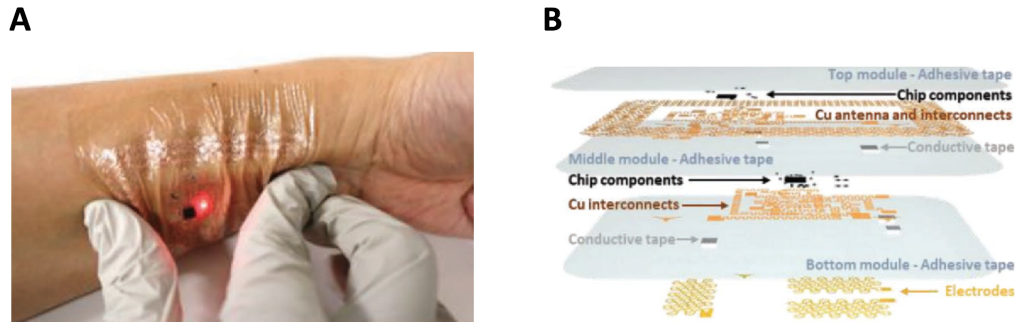 A
B
Top module - Adhesive tape
Chip components
Cu antenna and interconnects
Conductive tape
Middle module - Adhesive tape
Chip components
Cu interconnects
Conductive tape
Bottom module - Adhesive tape
Electrodes